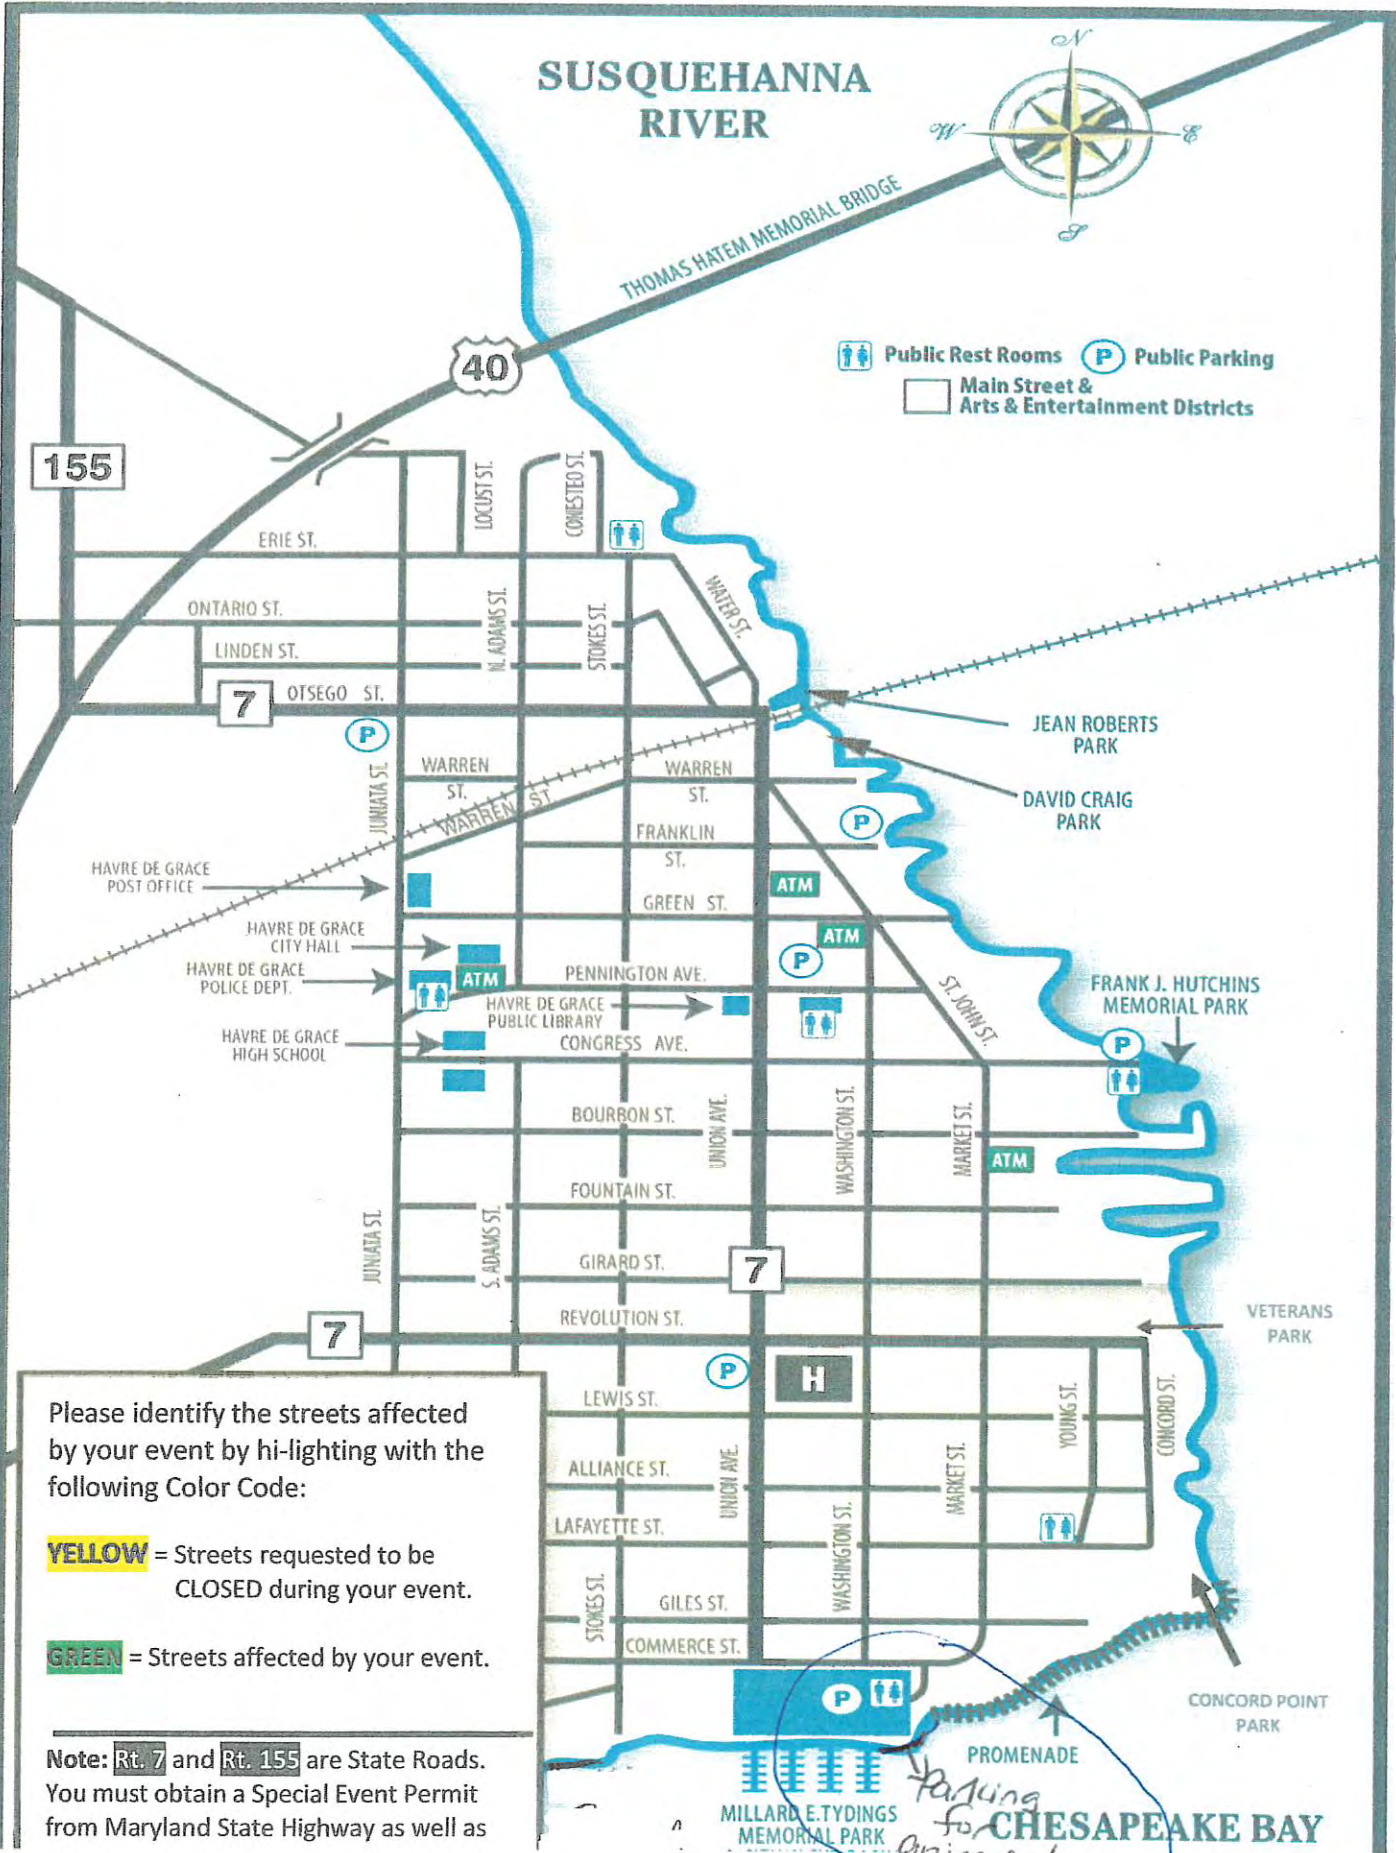 SUSQUEHANNA
RIVER
N
W
E
S
THOMAS HATEM MEMORIAL BRIDGE
40
Public Rest Rooms
P
Public Parking
Main Street &
Arts & Entertainment Districts
155
LOCUST ST.
CONESTEO ST.
ERIE ST.
WATER ST.
ONTARIO ST.
N. ADAMS ST.
STOKES ST.
LINDEN ST.
7
OTSEGO ST.
P
JEAN ROBERTS
PARK
DAVID CRAIG
PARK
JUNIATA ST.
WARREN
ST.
WARREN ST.
WARREN
ST.
P
FRANKLIN
ST.
HAVRE DE GRACE
POST OFFICE
ATM
GREEN ST.
HAVRE DE GRACE
CITY HALL
ATM
P
HAVRE DE GRACE
POLICE DEPT.
ATM
PENNINGTON AVE.
ST. JOHN ST.
FRANK J. HUTCHINS
MEMORIAL PARK
HAVRE DE GRACE
PUBLIC LIBRARY
HAVRE DE GRACE
HIGH SCHOOL
CONGRESS AVE.
P
BOURBON ST.
UNION AVE.
WASHINGTON ST.
MARKET ST.
ATM
FOUNTAIN ST.
JUNIATA ST.
S. ADAMS ST.
GIRARD ST.
7
REVOLUTION ST.
7
VETERANS
PARK
P
H
LEWIS ST.
YOUNG ST.
CONCORD ST.
ALLIANCE ST.
UNION AVE.
MARKET ST.
LAFAYETTE ST.
WASHINGTON ST.
STOKES ST.
GILES ST.
COMMERCE ST.
P
CONCORD POINT
PARK
PROMENADE
MILLARD E. TYDINGS
MEMORIAL PARK
Parking
for
CHESAPEAKE BAY
Please identify the streets affected
by your event by hi-lighting with the
following Color Code:
YELLOW = Streets requested to be
CLOSED during your event.
GREEN = Streets affected by your event.
Note: Rt. 7 and Rt. 155 are State Roads.
You must obtain a Special Event Permit
from Maryland State Highway as well as